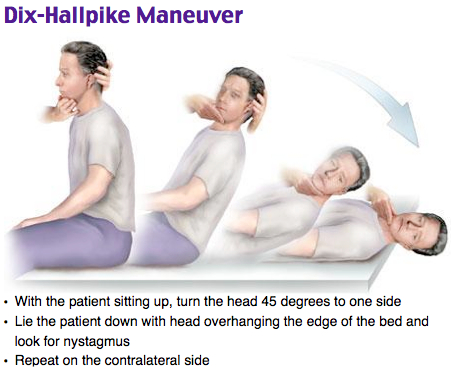 Dix-Hallpike Maneuver
• With the patient sitting up, turn the head 45 degrees to one side
• Lie the patient down with head overhanging the edge of the bed and
look for nystagmus
• Repeat on the contralateral side